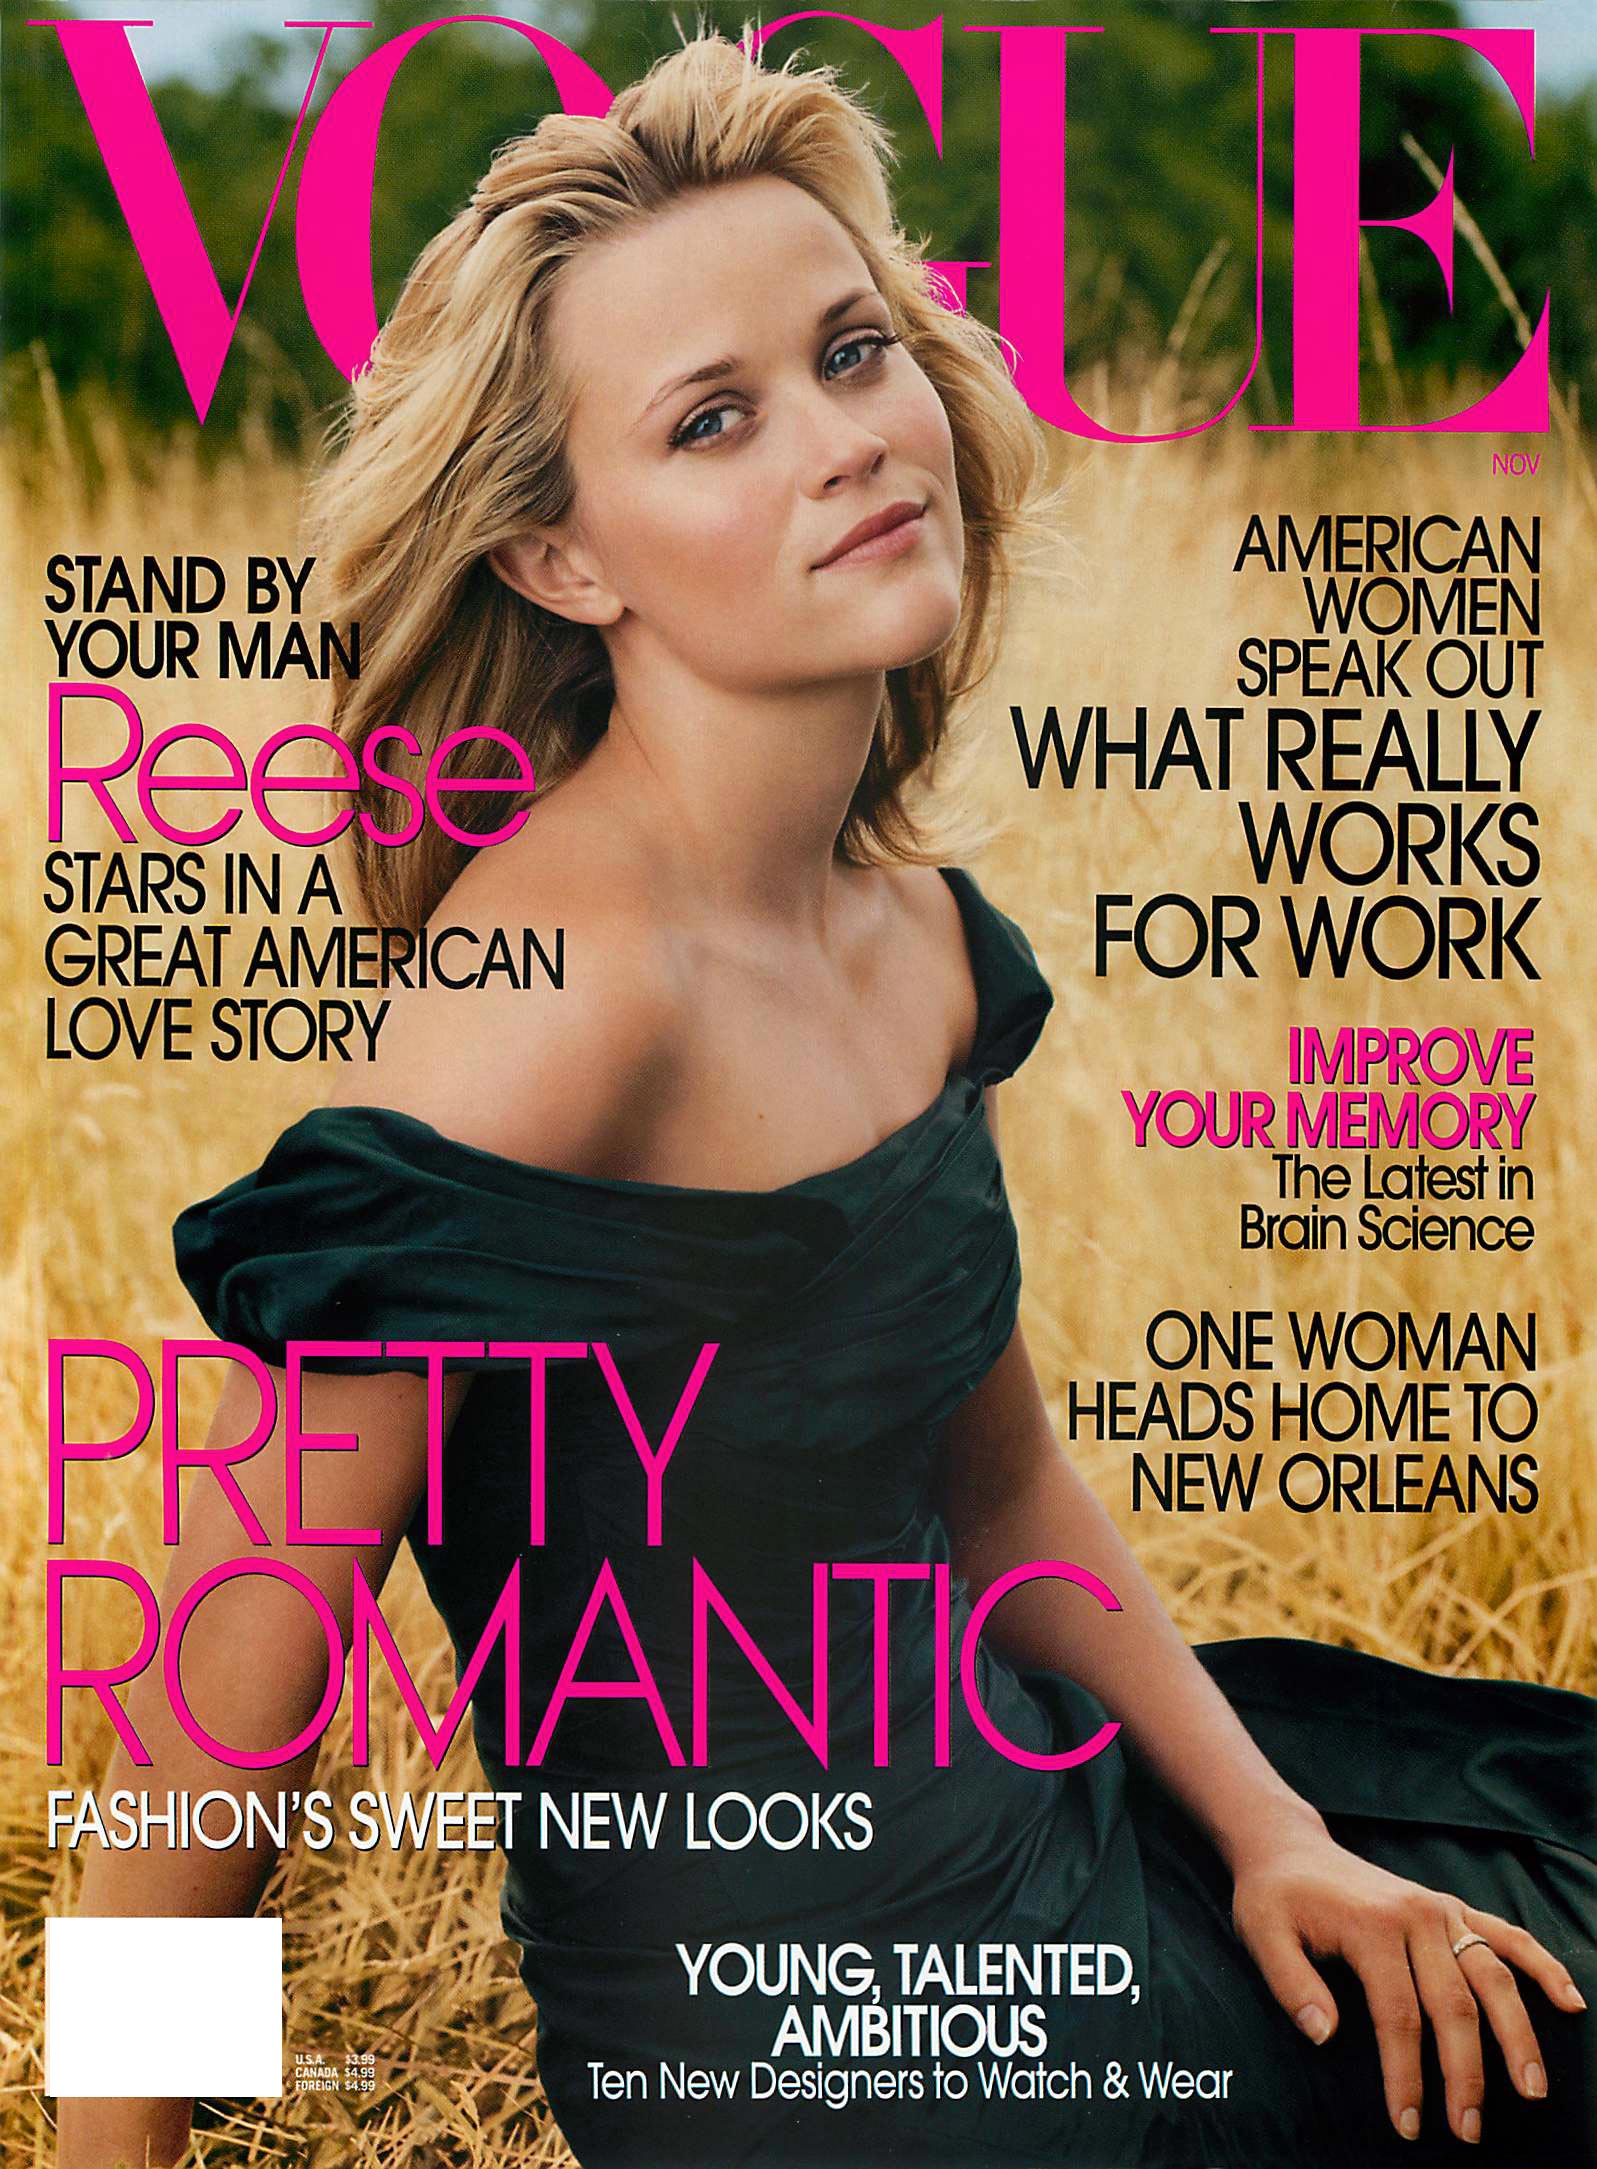 VOGUE
NOV
STAND BY
YOUR MAN
Reese
STARS IN A
GREAT AMERICAN
LOVE STORY
AMERICAN
WOMEN
SPEAK OUT
WHAT REALLY
WORKS
FOR WORK
IMPROVE
YOUR MEMORY
The Latest in
Brain Science
ONE WOMAN
HEADS HOME TO
NEW ORLEANS
PRETTY
ROMANTIC
FASHION'S SWEET NEW LOOKS
YOUNG, TALENTED,
AMBITIOUS
Ten New Designers to Watch & Wear
U.S.A. $3.99
CANADA $4.99
FOREIGN $4.99